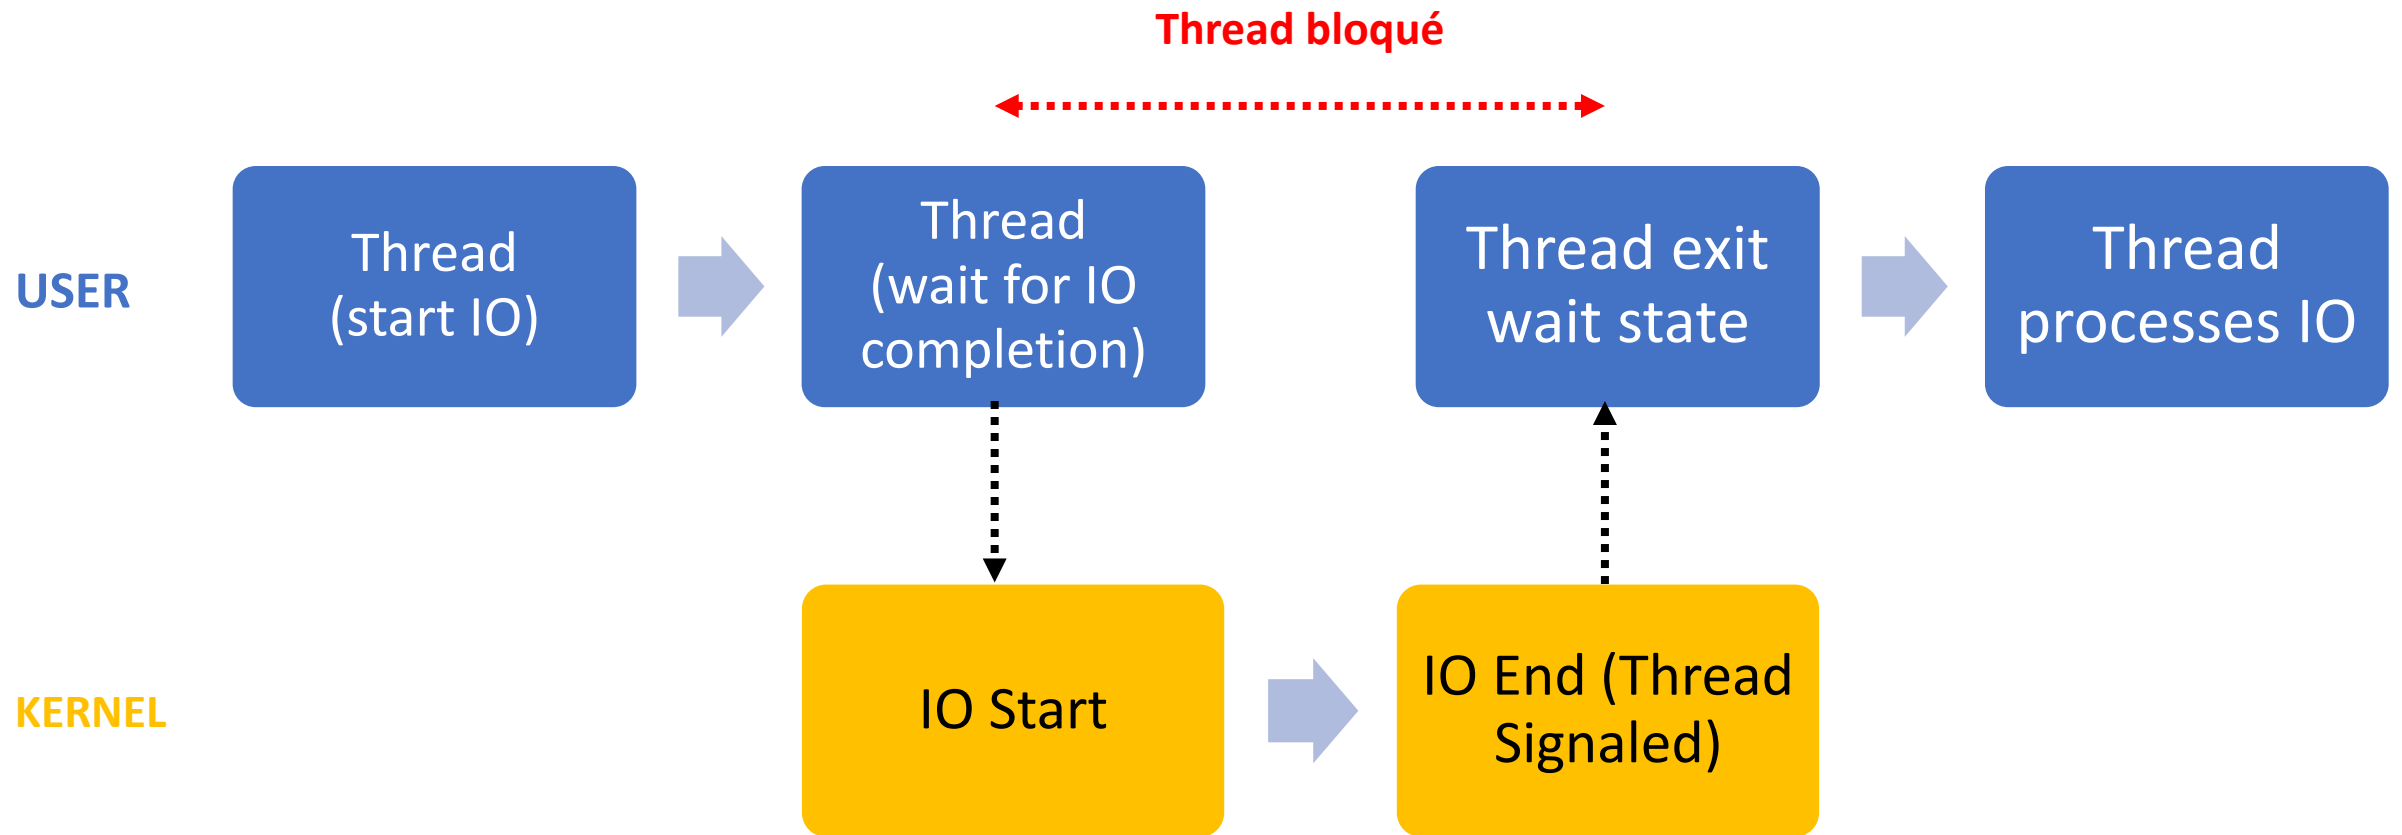 Thread bloqué
USER
Thread
(start IO)
Thread
(wait for IO
completion)
Thread exit
wait state
Thread
processes IO
KERNEL
IO Start
IO End (Thread
Signaled)